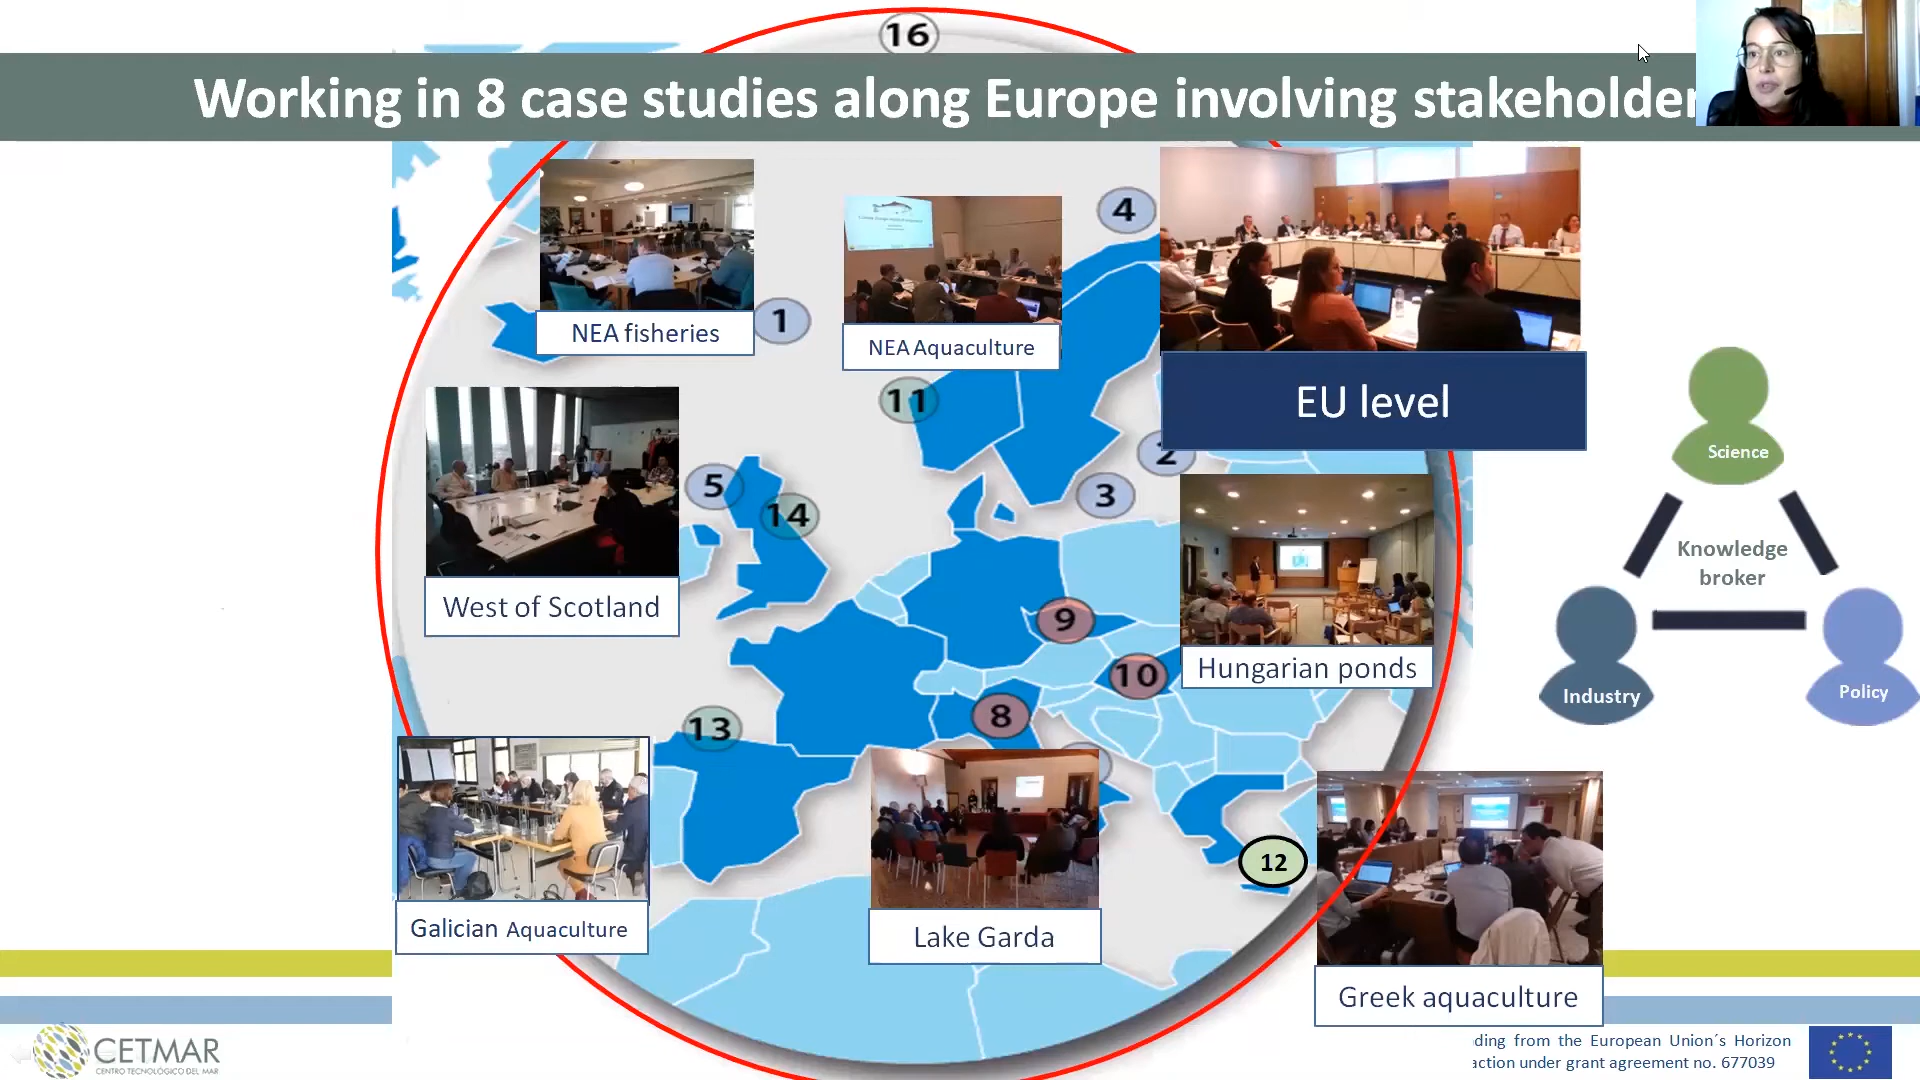 16
Working in 8 case studies along Europe involving stakeholder
4
1
NEA fisheries
NEA Aquaculture
11
EU level
2
5
3
14
Science
West of Scotland
Knowledge
broker
9
10
Hungarian ponds
Industry
Policy
8
13
12
Galician Aquaculture
Lake Garda
Greek aquaculture
CETMAR
CENTRO TECNOLÓGICO DEL MAR
ding from the European Union´s Horizon
action under grant agreement no. 677039